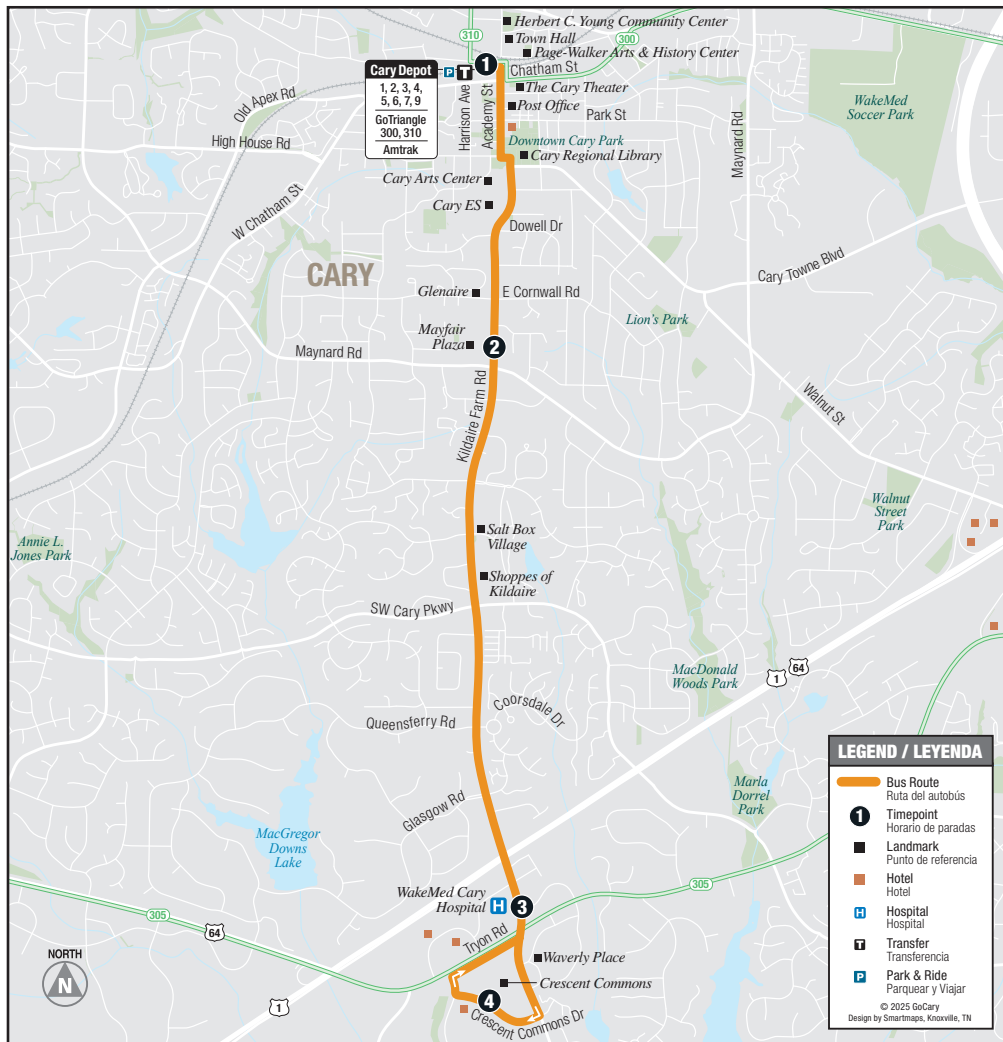 Herbert C. Young Community Center
310
Town Hall
300
Page-Walker Arts & History Center
1
Chatham St
Cary Depot
1, 2, 3, 4,
5, 6, 7, 9
GoTriangle
300, 310
Amtrak
P
T
Harrison Ave
Academy St
The Cary Theater
Post Office
Park St
Old Apex Rd
High House Rd
Downtown Cary Park
Cary Regional Library
Maynard Rd
WakeMed
Soccer Park
Cary Arts Center
Cary ES
W Chatham St
Dowell Dr
CARY
Cary Towne Blvd
Glenaire
E Cornwall Rd
Lion's Park
Mayfair
Plaza
2
Maynard Rd
Kildaire Farm Rd
Walnut St
Walnut
Street
Park
Annie L.
Jones Park
Salt Box
Village
Shoppes of
Kildaire
SW Cary Pkwy
MacDonald
Woods Park
1
64
Queensferry Rd
Coorsdale Dr
Glasgow Rd
Marla
Dorrel
Park
MacGregor
Downs
Lake
WakeMed Cary
Hospital
H
3
305
305
64
Tryon Rd
Waverly Place
Crescent Commons
4
Crescent Commons Dr
1
NORTH
N
LEGEND / LEYENDA
Bus Route
Ruta del autobús
1
Timepoint
Horario de paradas
Landmark
Punto de referencia
Hotel
Hotel
H
Hospital
Hospital
T
Transfer
Transferencia
P
Park & Ride
Parquear y Viajar
© 2025 GoCary
Design by Smartmaps, Knoxville, TN